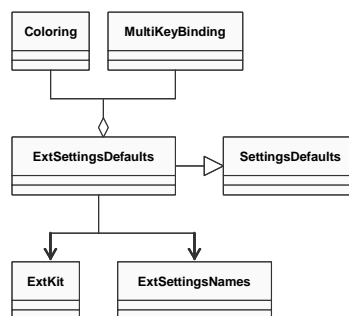 Coloring
MultiKeyBinding
ExtSettingsDefaults
SettingsDefaults
ExtKit
ExtSettingsNames